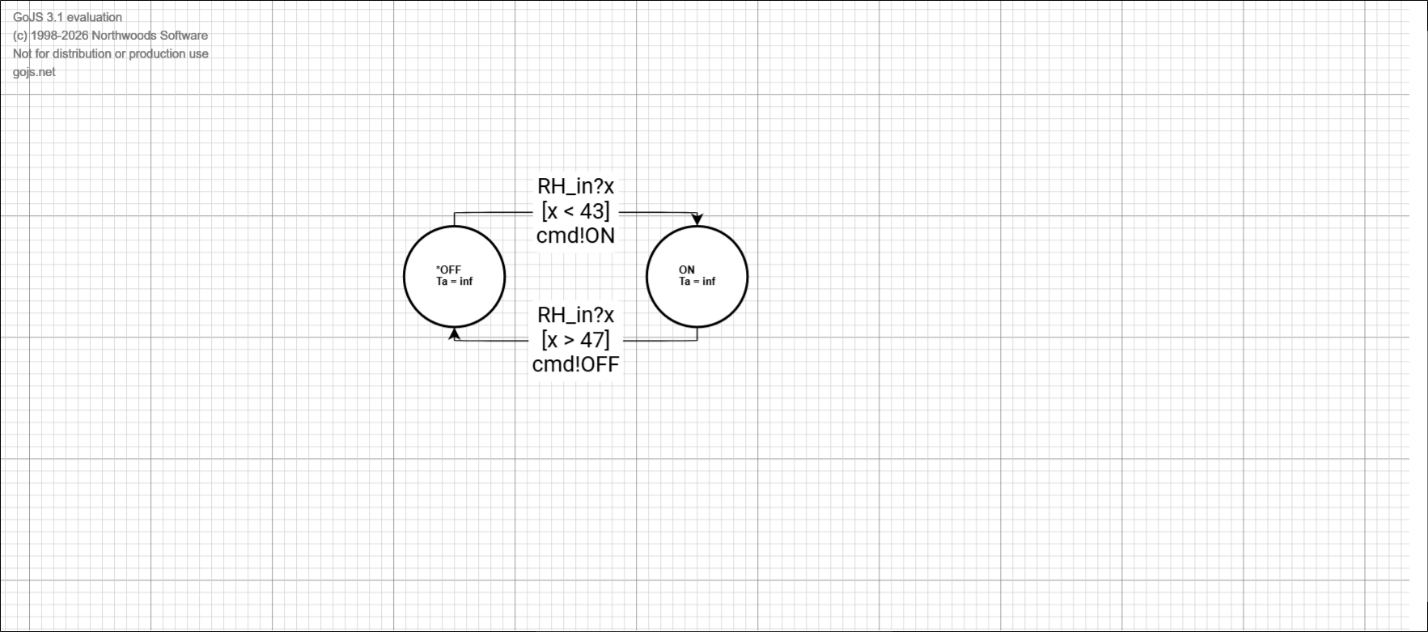 GoJS 3.1 evaluation
(c) 1998-2026 Northwoods Software
Not for distribution or production use
gojs.net
RH_in?x
[x < 43]
cmd!ON
*OFF
Ta = inf
ON
Ta = inf
RH_in?x
[x > 47]
cmd!OFF